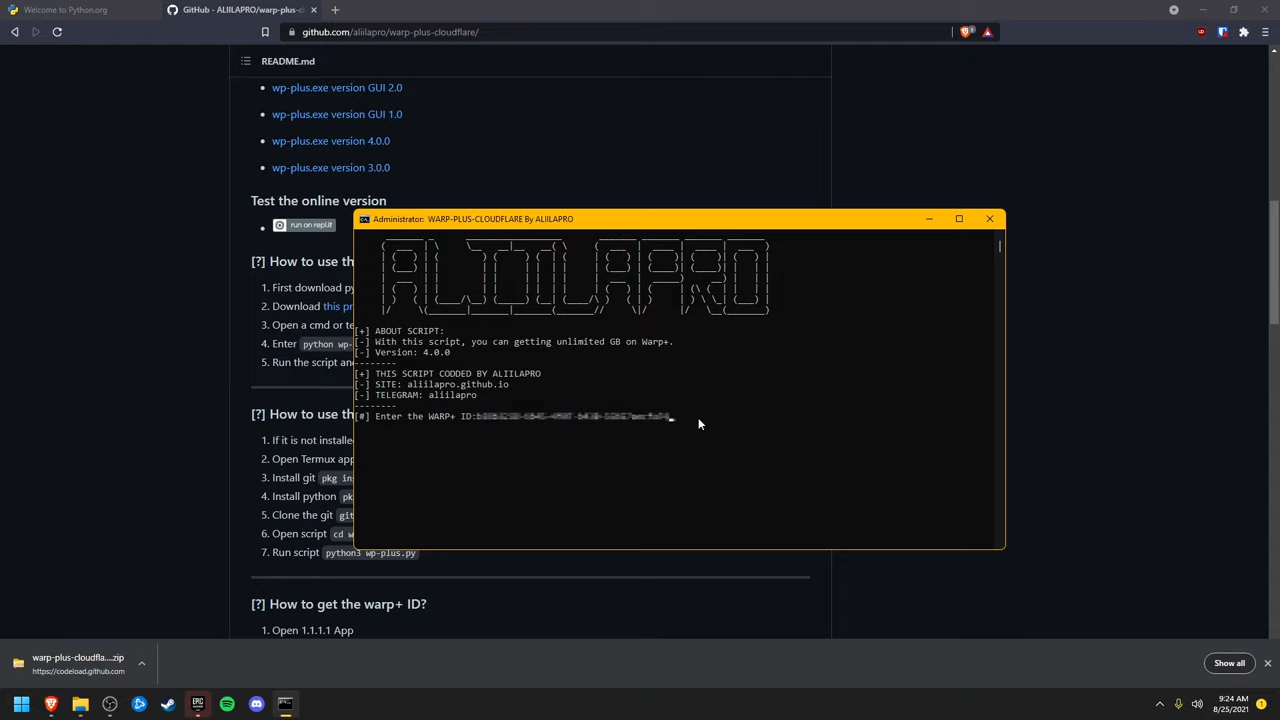 Welcome to Python.org
GitHub - ALIILAPRO/warp-plus-cl
github.com/aliilapro/warp-plus-cloudflare/
README.md
wp-plus.exe version GUI 2.0
wp-plus.exe version GUI 1.0
wp-plus.exe version 4.0.0
wp-plus.exe version 3.0.0
Test the online version
run on repl.it
[?] How to use th
1. First download py
2. Download this pr
3. Open a cmd or te
4. Enter python wp-
5. Run the script an
[?] How to use th
1. If it is not installe
2. Open Termux app
3. Install git pkg in
4. Install python pk
5. Clone the git git
6. Open script cd w
7. Run script python3 wp-plus.py
[?] How to get the warp+ ID?
1. Open 1.1.1.1 App
Administrator: WARP-PLUS-CLOUDFLARE By ALIILAPRO
ALIILAPRO
[+] ABOUT SCRIPT:
[-] With this script, you can getting unlimited GB on Warp+.
[-] Version: 4.0.0
--------
[+] THIS SCRIPT CODDED BY ALIILAPRO
[-] SITE: aliilapro.github.io
[-] TELEGRAM: aliilapro
--------
[#] Enter the WARP+ ID:
warp-plus-cloudfla....zip
https://codeload.github.com
Show all
EPIC
9:24 AM
8/25/2021
1